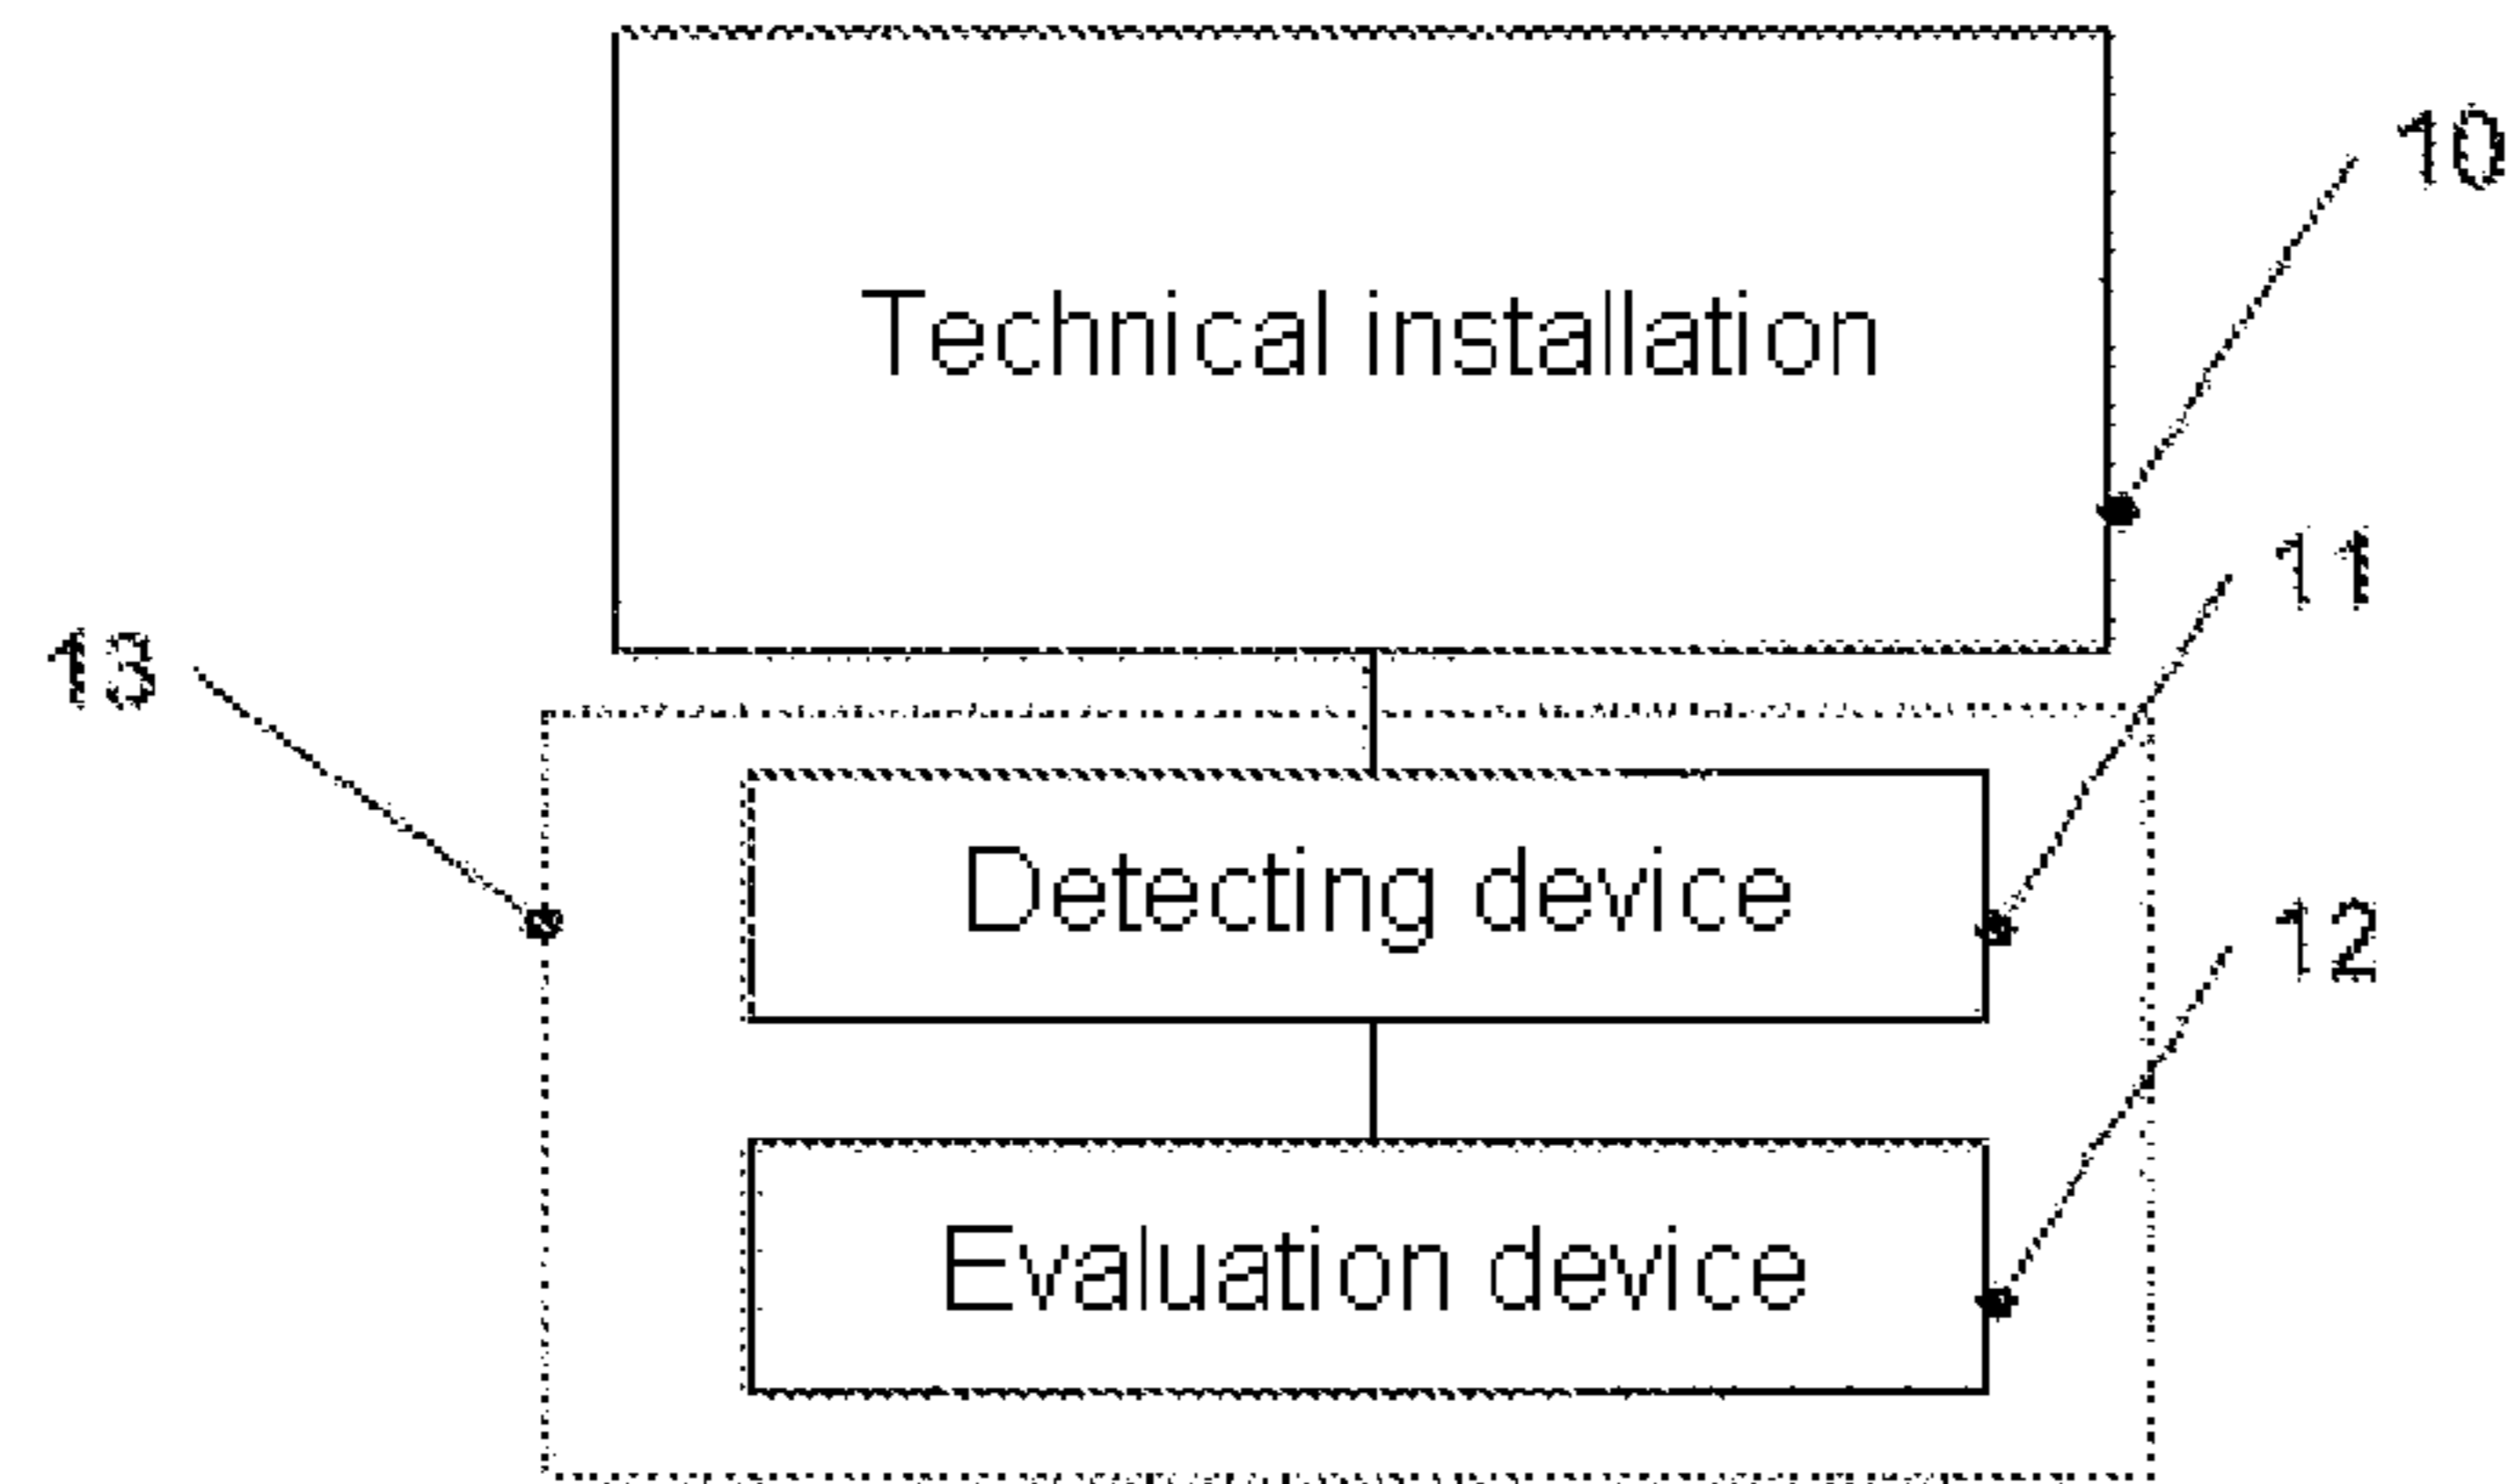 10
Technical installation
11
13
Detecting device
12
Evaluation device